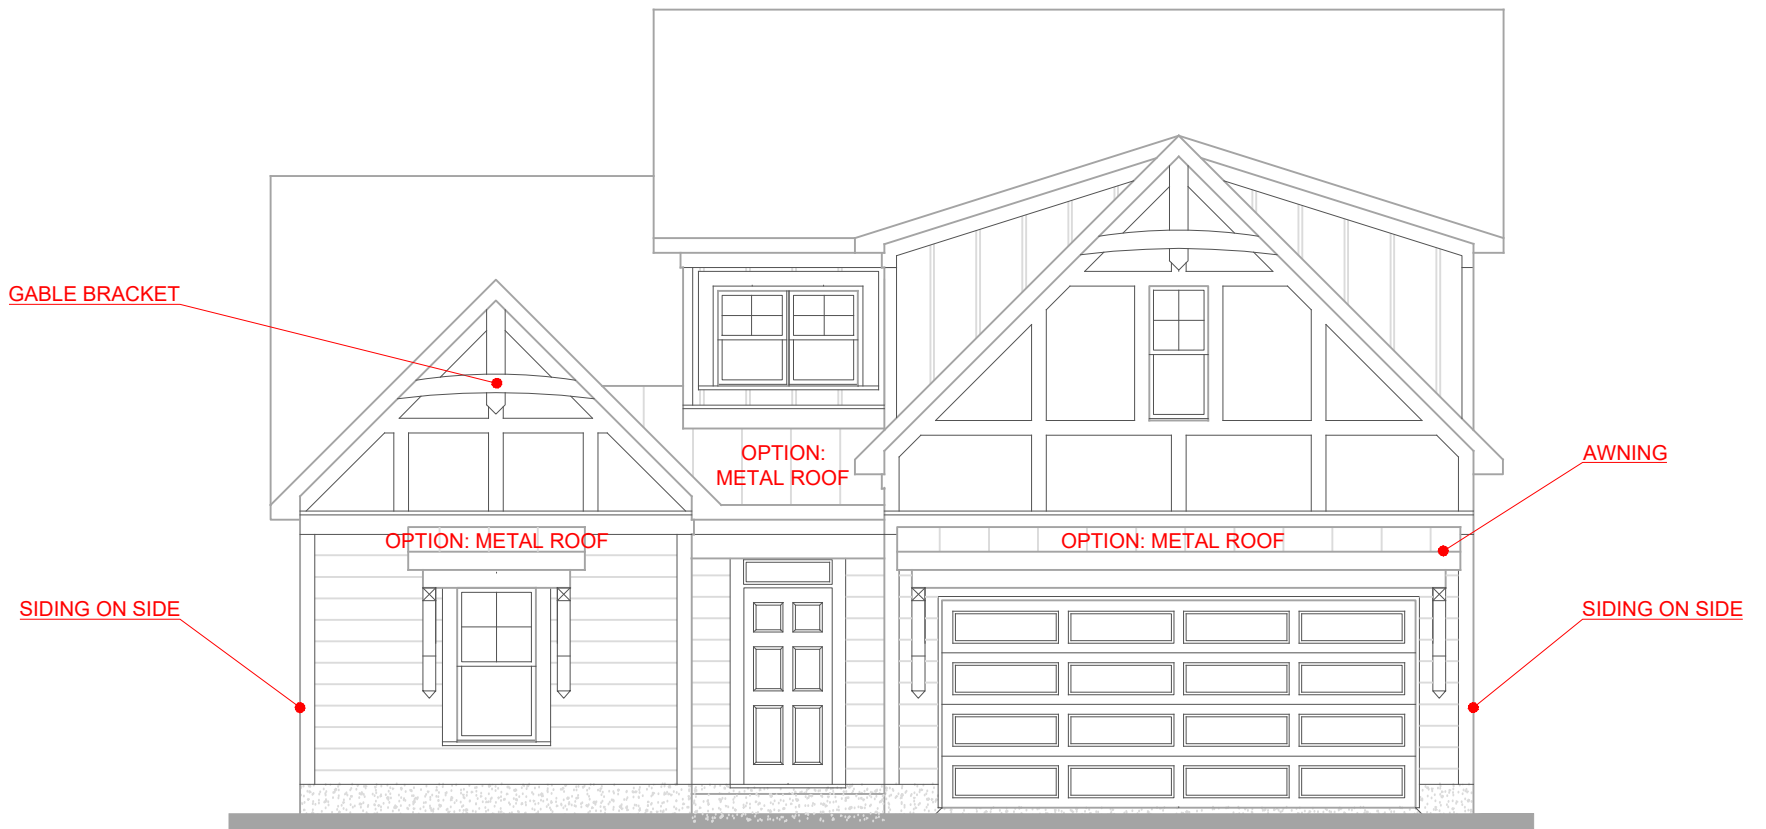 GABLE BRACKET
OPTION:
METAL ROOF
AWNING
OPTION: METAL ROOF
OPTION: METAL ROOF
SIDING ON SIDE
SIDING ON SIDE